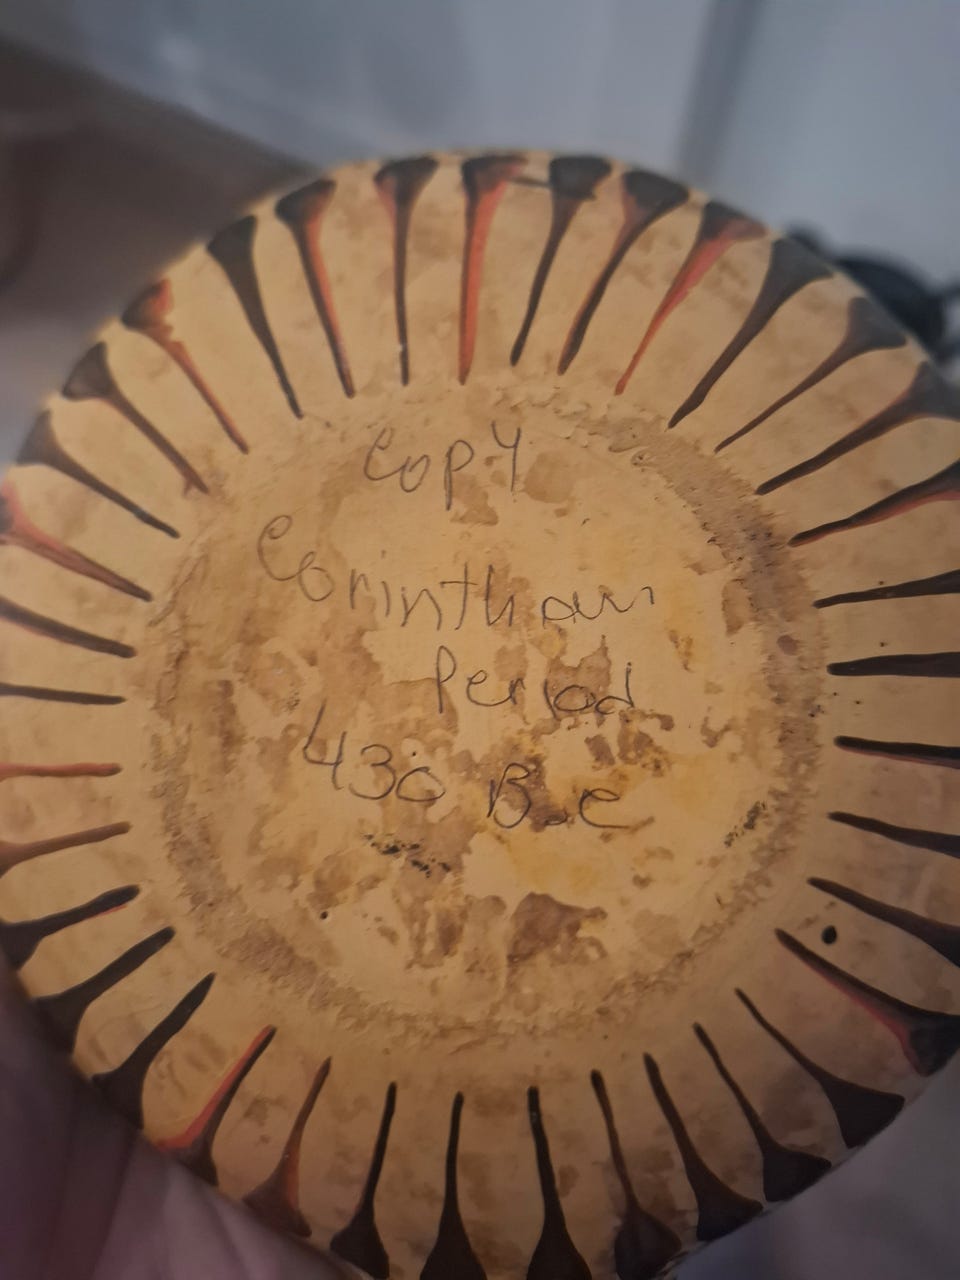 Copy
Corinthian
Period
430 B.C